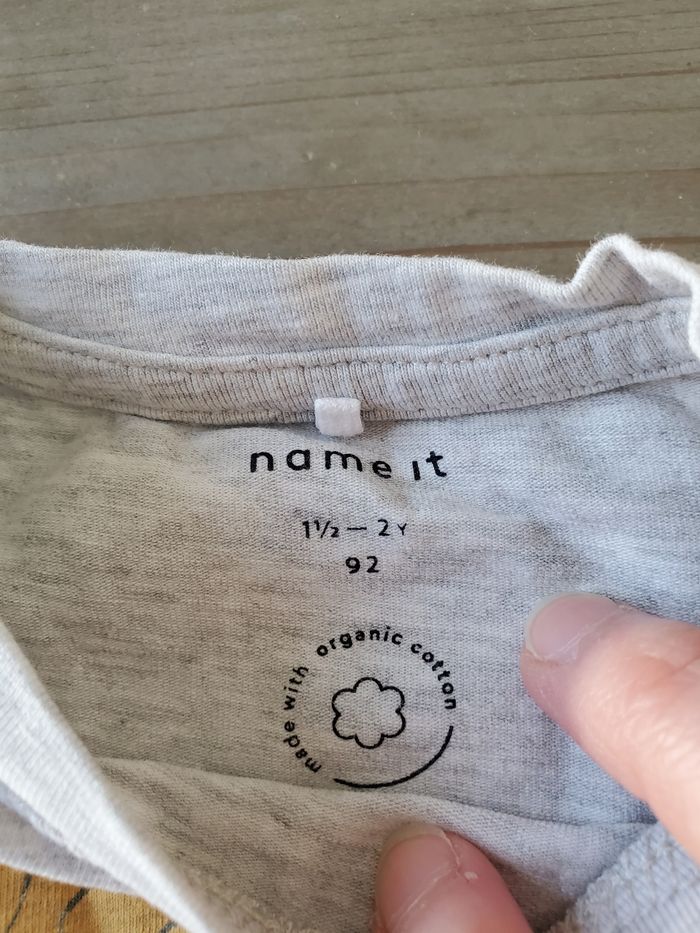 name it
1½ — 2 Y
92
made with organic cotton